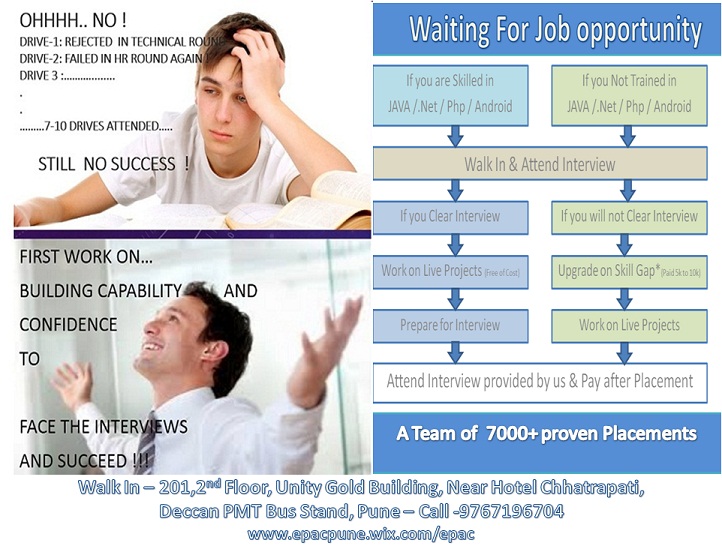 OHHHH.. NO !
DRIVE-1: REJECTED IN TECHNICAL ROUND
DRIVE-2: FAILED IN HR ROUND AGAIN !
DRIVE 3 :..................
.
.
.........7-10 DRIVES ATTENDED.....
STILL NO SUCCESS !
FIRST WORK ON...
BUILDING CAPABILITY AND
CONFIDENCE
TO
FACE THE INTERVIEWS
AND SUCCEED !!!
Waiting For Job opportunity
If you are Skilled in
JAVA /.Net / Php / Android
If you Not Trained in
JAVA /.Net / Php / Android
Walk In & Attend Interview
If you Clear Interview
If you will not Clear Interview
Work on Live Projects (Free of Cost)
Upgrade on Skill Gap* (Paid 5k to 10k)
Prepare for Interview
Work on Live Projects
Attend Interview provided by us & Pay after Placement
A Team of 7000+ proven Placements
Walk In – 201,2nd Floor, Unity Gold Building, Near Hotel Chhatrapati,
Deccan PMT Bus Stand, Pune – Call -9767196704
www.epacpune.wix.com/epac